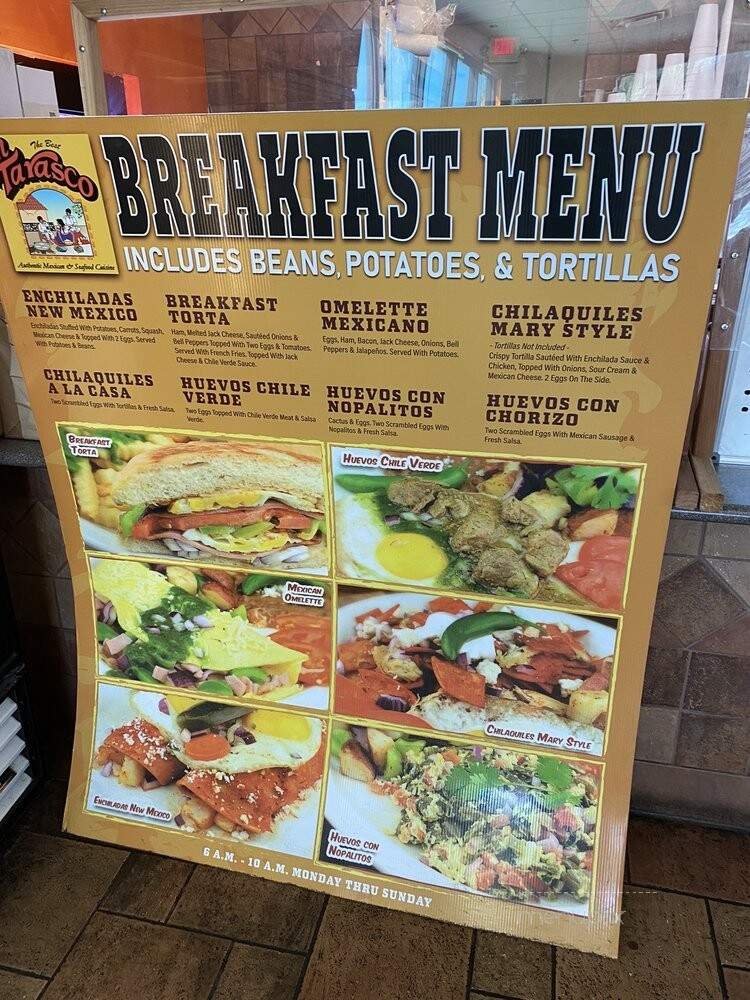 The Best
Tarasco
Authentic Mexican & Seafood Cuisine
BREAKFAST MENU
INCLUDES BEANS, POTATOES, & TORTILLAS
ENCHILADAS
NEW MEXICO
Enchiladas Stuffed With Potatoes, Carrots, Squash,
Mexican Cheese & Topped With 2 Eggs. Served
With Potatoes & Beans.
BREAKFAST
TORTA
Ham, Melted Jack Cheese, Sautéed Onions &
Bell Peppers Topped With Two Eggs & Tomatoes.
Served With French Fries. Topped With Jack
Cheese & Chile Verde Sauce.
OMELETTE
MEXICANO
Eggs, Ham, Bacon, Jack Cheese, Onions, Bell
Peppers & Jalapeños. Served With Potatoes.
CHILAQUILES
MARY STYLE
- Tortillas Not Included -
Crispy Tortilla Sautéed With Enchilada Sauce &
Chicken, Topped With Onions, Sour Cream &
Mexican Cheese. 2 Eggs On The Side.
CHILAQUILES
A LA CASA
Two Scrambled Eggs With Tortillas & Fresh Salsa.
HUEVOS CHILE
VERDE
Two Eggs Topped With Chile Verde Meat & Salsa
Verde.
HUEVOS CON
NOPALITOS
Cactus & Eggs. Two Scrambled Eggs With
Nopalitos & Fresh Salsa.
HUEVOS CON
CHORIZO
Two Scrambled Eggs With Mexican Sausage &
Fresh Salsa.
BREAKFAST
TORTA
HUEVOS CHILE VERDE
MEXICAN
OMELETTE
CHILAQUILES MARY STYLE
ENCHILADAS NEW MEXICO
HUEVOS CON
NOPALITOS
6 A.M. - 10 A.M. MONDAY THRU SUNDAY